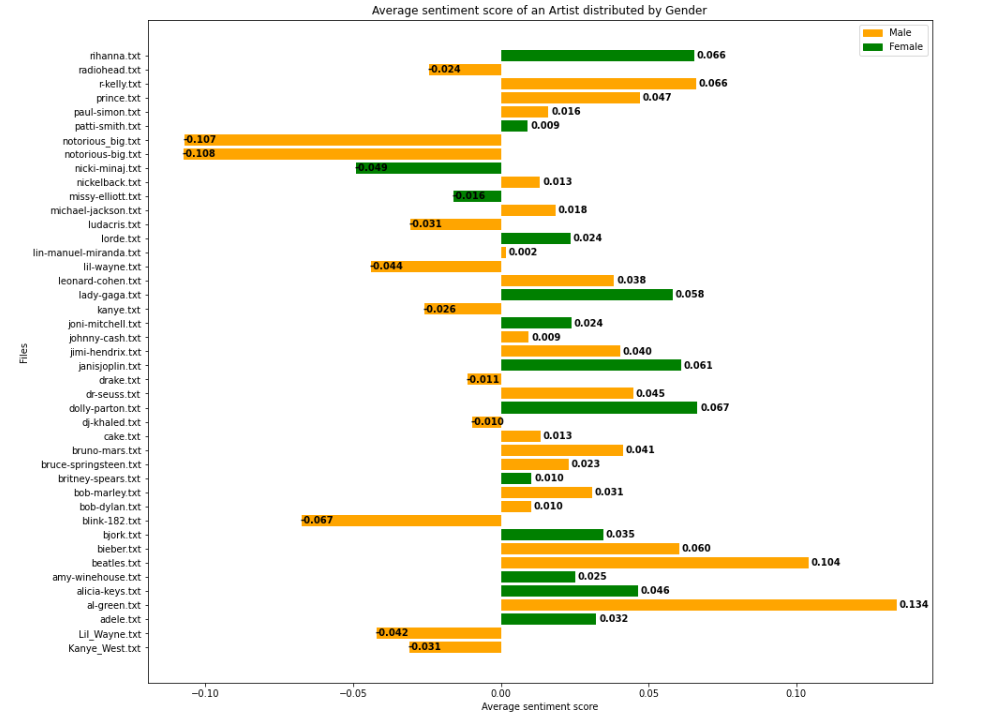 Average sentiment score of an Artist distributed by Gender
Male
Female
rihanna.txt 0.066
radiohead.txt -0.024
r-kelly.txt 0.066
prince.txt 0.047
paul-simon.txt 0.016
patti-smith.txt 0.009
notorious_big.txt -0.107
notorious-big.txt -0.108
nicki-minaj.txt -0.049
nickelback.txt 0.013
missy-elliott.txt -0.016
michael-jackson.txt 0.018
ludacris.txt -0.031
lorde.txt 0.024
lin-manuel-miranda.txt 0.002
lil-wayne.txt -0.044
leonard-cohen.txt 0.038
lady-gaga.txt 0.058
kanye.txt -0.026
joni-mitchell.txt 0.024
johnny-cash.txt 0.009
jimi-hendrix.txt 0.040
janisjoplin.txt 0.061
drake.txt -0.011
dr-seuss.txt 0.045
dolly-parton.txt 0.067
dj-khaled.txt -0.010
cake.txt 0.013
bruno-mars.txt 0.041
bruce-springsteen.txt 0.023
britney-spears.txt 0.010
bob-marley.txt 0.031
bob-dylan.txt 0.010
blink-182.txt -0.067
bjork.txt 0.035
bieber.txt 0.060
beatles.txt 0.104
amy-winehouse.txt 0.025
alicia-keys.txt 0.046
al-green.txt 0.134
adele.txt 0.032
Lil_Wayne.txt -0.042
Kanye_West.txt -0.031
Files
−0.10 −0.05 0.00 0.05 0.10
Average sentiment score